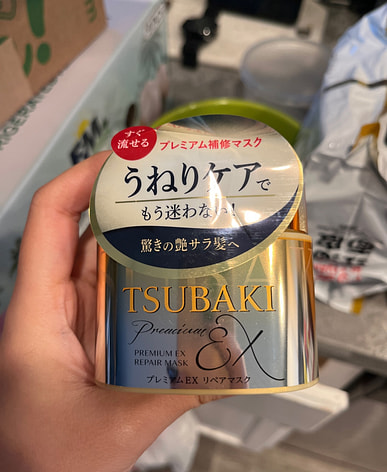 すぐ
流せる
プレミアム補修マスク
うねりケアで
もう迷わない!
驚きの艶サラ髪へ
TSUBAKI
Premium EX
PREMIUM EX
REPAIR MASK
プレミアムEX リペアマスク